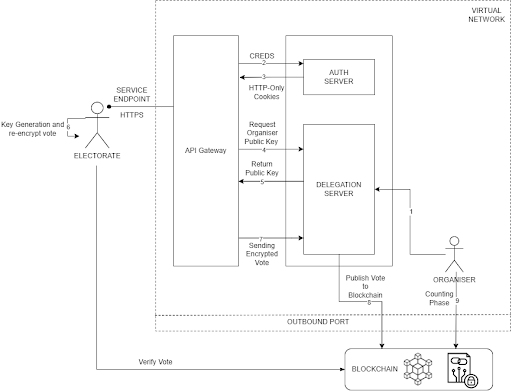 VIRTUAL
NETWORK
CREDS
2
AUTH
SERVER
3
HTTP-Only
Cookies
SERVICE
ENDPOINT
HTTPS
Key Generation and
re-encrypt vote
6
ELECTORATE
API Gateway
Request
Organiser
Public Key
4
Return
Public Key
5
DELEGATION
SERVER
1
7
Sending
Encrypted
Vote
ORGANISER
Publish Vote
to
Blockchain
8
Counting
Phase
9
OUTBOUND PORT
Verify Vote
BLOCKCHAIN